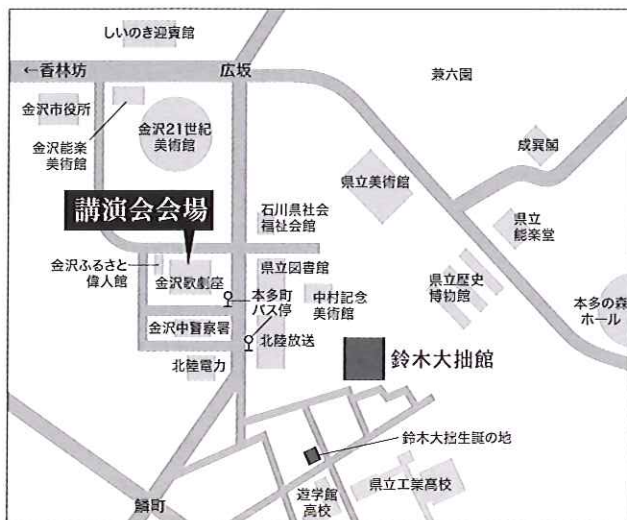 しいのき迎賓館
←香林坊
広坂
兼六園
金沢市役所
金沢能楽
美術館
金沢21世紀
美術館
成巽閣
県立美術館
講演会会場
石川県社会
福祉会館
県立
能楽堂
金沢ふるさと
偉人館
金沢歌劇座
県立図書館
県立歴史
博物館
本多町
バス停
中村記念
美術館
本多の森
ホール
金沢中警察署
北陸放送
北陸電力
鈴木大拙館
鈴木大拙生誕の地
鱗町
遊学館
高校
県立工業高校